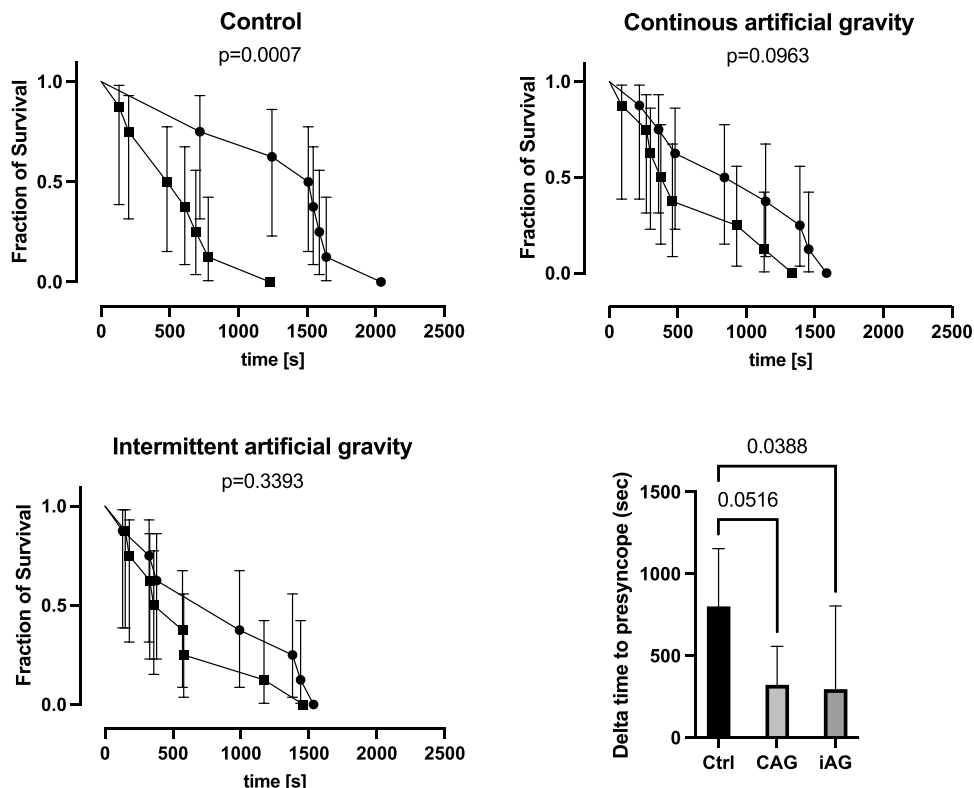 Control
p=0.0007
1.0
0.5
0.0
Fraction of Survival
0 500 1000 1500 2000 2500
time [s]
Continous artificial gravity
p=0.0963
1.0
0.5
0.0
Fraction of Survival
0 500 1000 1500 2000 2500
time [s]
Intermittent artificial gravity
p=0.3393
1.0
0.5
0.0
Fraction of Survival
0 500 1000 1500 2000 2500
time [s]
0.0388
0.0516
1500
1000
500
0
Delta time to presyncope (sec)
Ctrl CAG iAG